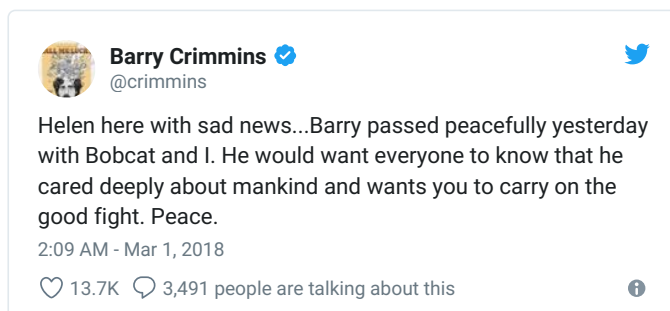 Barry Crimmins
@crimmins
Helen here with sad news...Barry passed peacefully yesterday
with Bobcat and I. He would want everyone to know that he
cared deeply about mankind and wants you to carry on the
good fight. Peace.
2:09 AM - Mar 1, 2018
13.7K 3,491 people are talking about this